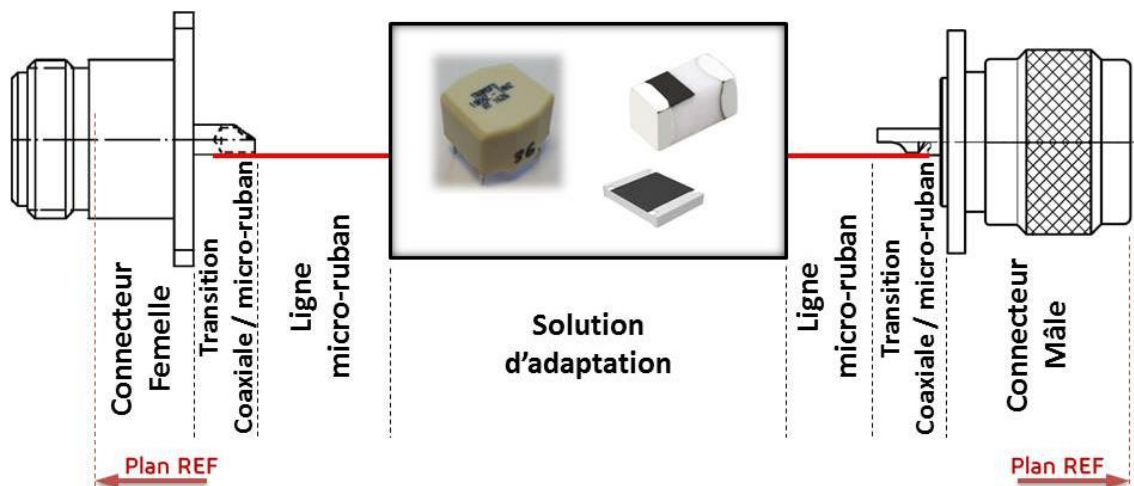 Connecteur
Femelle
Transition
Coaxiale / micro-ruban
Ligne
micro-ruban
Solution
d'adaptation
Ligne
micro-ruban
Transition
Coaxiale / micro-ruban
Connecteur
Mâle
Plan REF
Plan REF